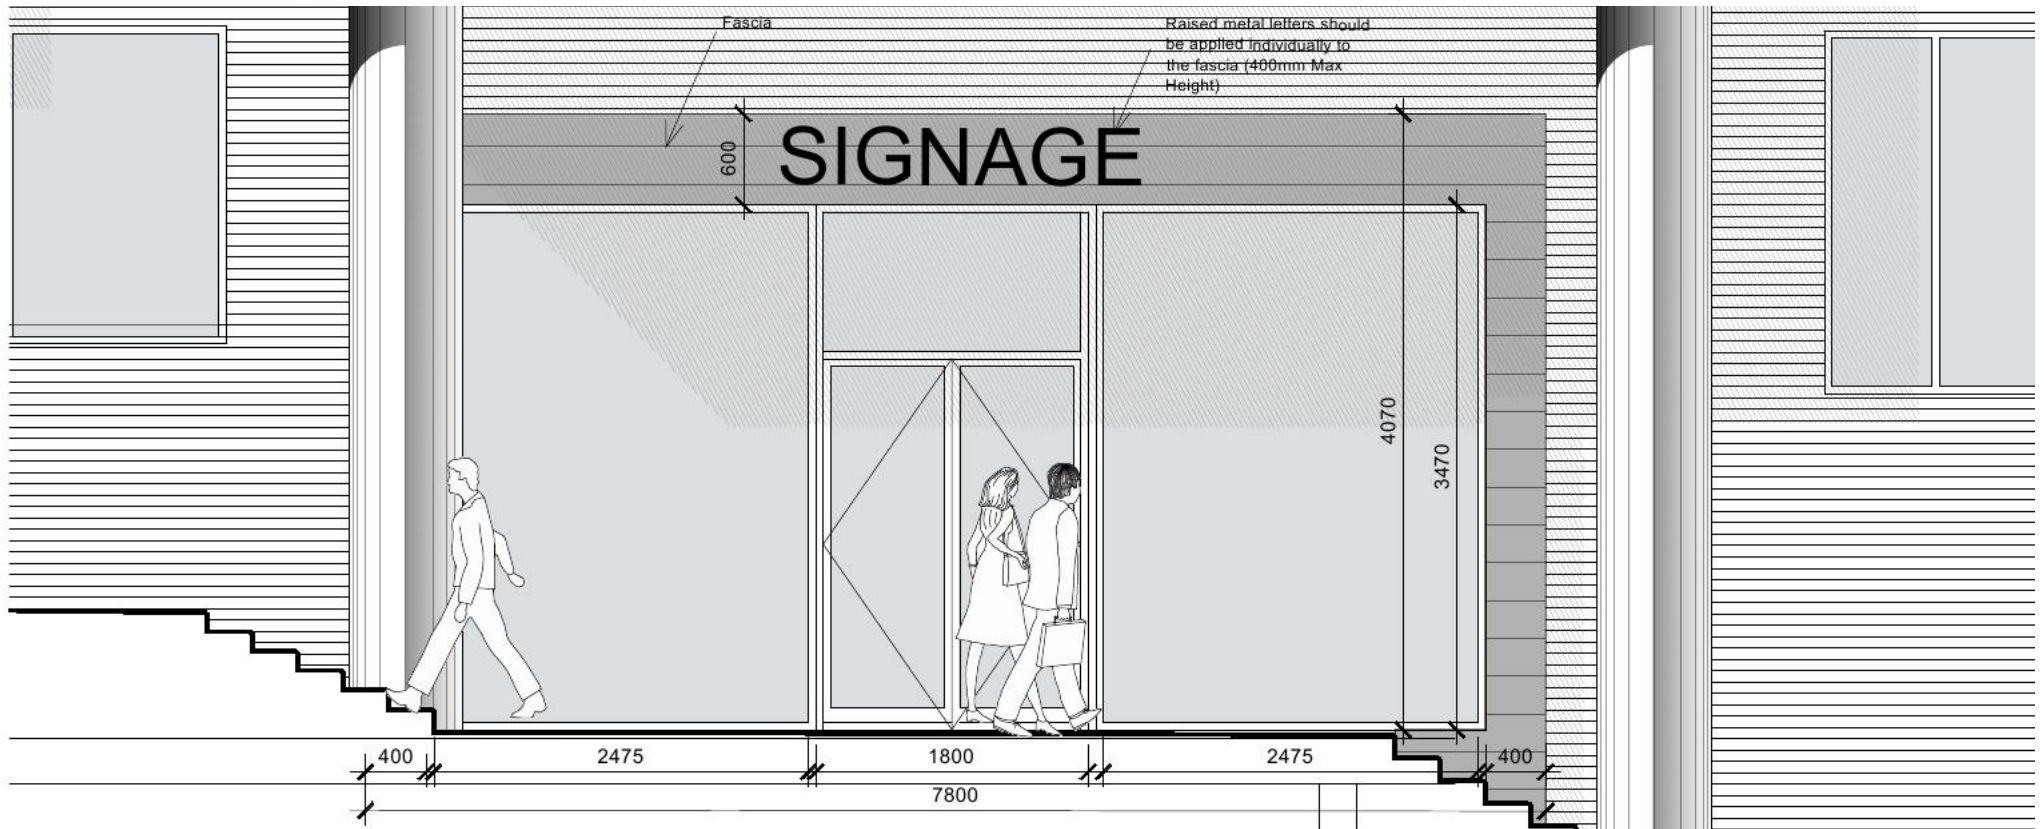 Fascia
Raised metal letters should
be applied individually to
the fascia (400mm Max
Height)
SIGNAGE
600
4070
3470
400
2475
1800
2475
400
7800